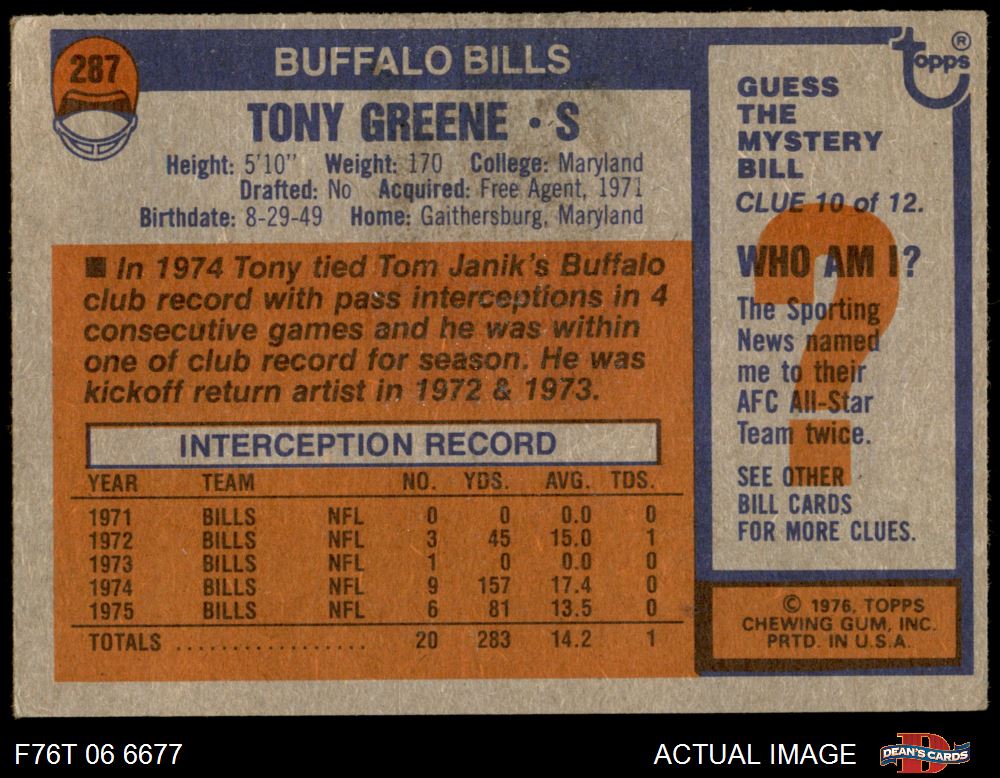 287
BUFFALO BILLS
TONY GREENE • S
Height: 5'10" Weight: 170 College: Maryland
Drafted: No Acquired: Free Agent, 1971
Birthdate: 8-29-49 Home: Gaithersburg, Maryland
■ In 1974 Tony tied Tom Janik's Buffalo
club record with pass interceptions in 4
consecutive games and he was within
one of club record for season. He was
kickoff return artist in 1972 & 1973.
INTERCEPTION RECORD
YEAR TEAM NO. YDS. AVG. TDS.
1971 BILLS NFL 0 0 0.0 0
1972 BILLS NFL 3 45 15.0 1
1973 BILLS NFL 1 0 0.0 0
1974 BILLS NFL 9 157 17.4 0
1975 BILLS NFL 6 81 13.5 0
TOTALS ................. 20 283 14.2 1
topps ®
GUESS
THE
MYSTERY
BILL
CLUE 10 of 12.
?
WHO AM I?
The Sporting
News named
me to their
AFC All-Star
Team twice.
SEE OTHER
BILL CARDS
FOR MORE CLUES.
© 1976, TOPPS
CHEWING GUM, INC.
PRTD. IN U.S.A.
F76T 06 6677
ACTUAL IMAGE
D
DEAN'S CARDS